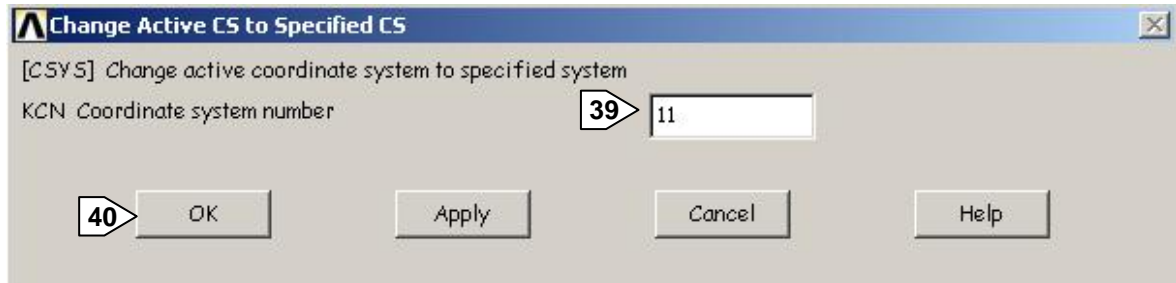 Change Active CS to Specified CS
[CSYS] Change active coordinate system to specified system
KCN Coordinate system number 39 11
40 OK Apply Cancel Help